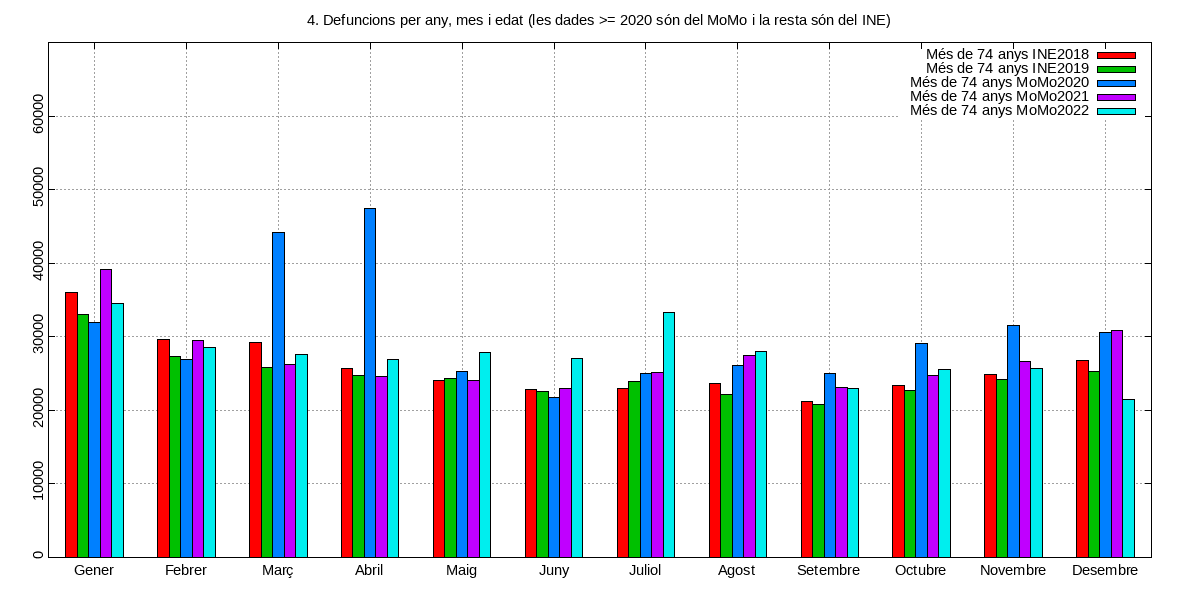 4. Defuncions per any, mes i edat (les dades >= 2020 són del MoMo i la resta són del INE)
Més de 74 anys INE2018
Més de 74 anys INE2019
Més de 74 anys MoMo2020
Més de 74 anys MoMo2021
Més de 74 anys MoMo2022
60000
50000
40000
30000
20000
10000
0
Gener Febrer Març Abril Maig Juny Juliol Agost Setembre Octubre Novembre Desembre